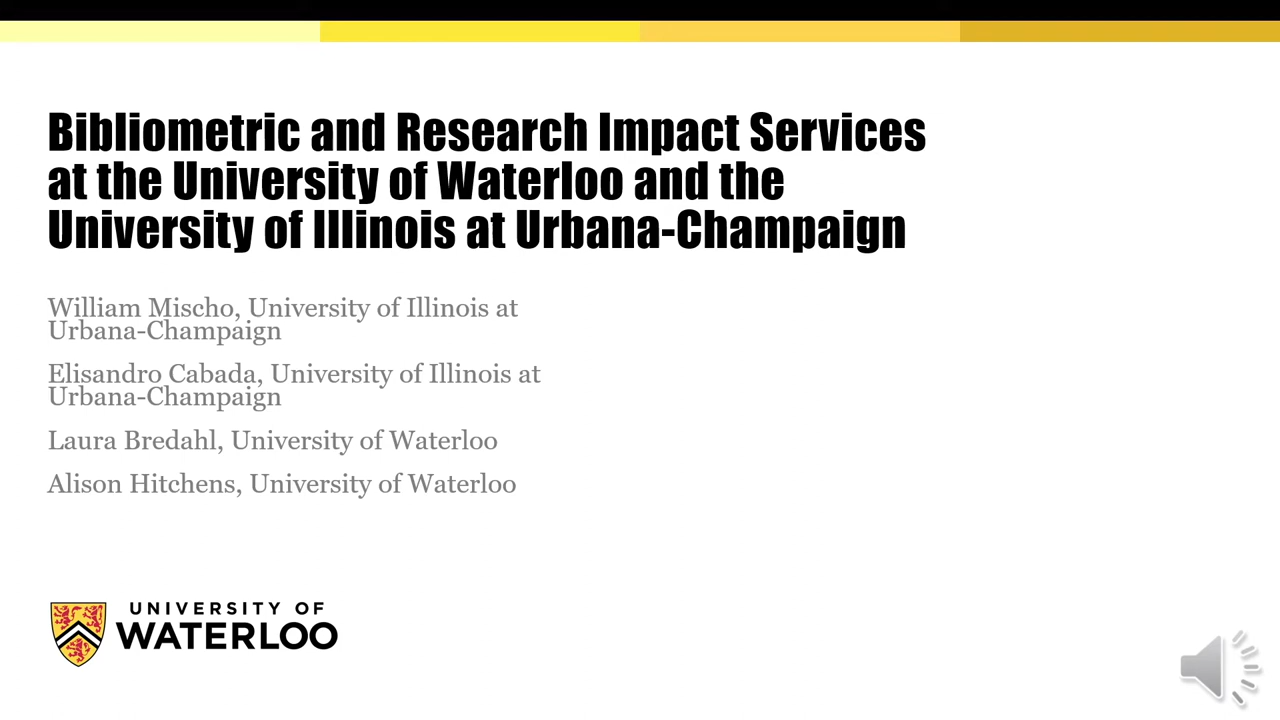 Bibliometric and Research Impact Services
at the University of Waterloo and the
University of Illinois at Urbana-Champaign
William Mischo, University of Illinois at
Urbana-Champaign
Elisandro Cabada, University of Illinois at
Urbana-Champaign
Laura Bredahl, University of Waterloo
Alison Hitchens, University of Waterloo
UNIVERSITY OF
WATERLOO